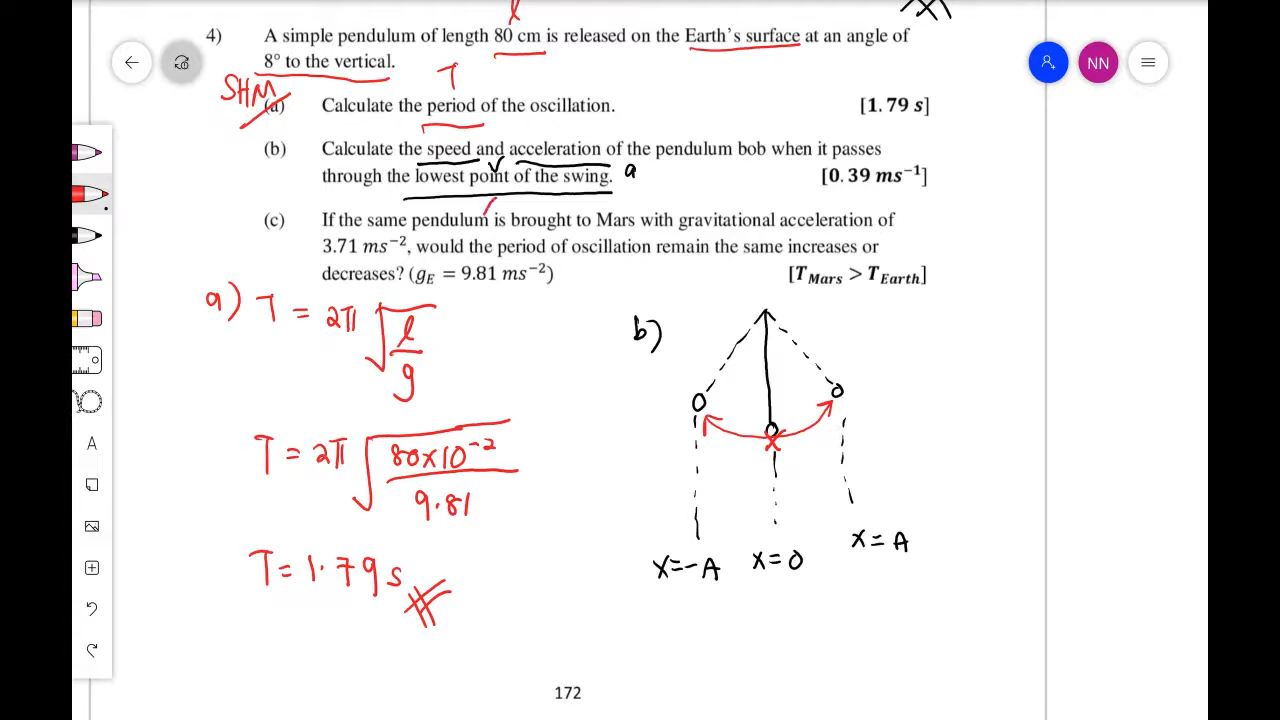 l
4) A simple pendulum of length 80 cm is released on the Earth's surface at an angle of
8° to the vertical.
T
SHM
(a) Calculate the period of the oscillation. [1.79 s]
(b) Calculate the speed and acceleration of the pendulum bob when it passes
v
through the lowest point of the swing. a [0.39 ms⁻¹]
(c) If the same pendulum is brought to Mars with gravitational acceleration of
3.71 ms⁻², would the period of oscillation remain the same increases or
decreases? (g_E = 9.81 ms⁻²) [T_Mars > T_Earth]
a) T = 2π √(l/g)
T = 2π √(80×10⁻²/9.81)
T = 1.79 s
b)
x=-A x=0 x=A
172
NN
A